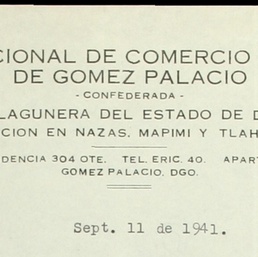 CIONAL DE COMERCIO
DE GOMEZ PALACIO
- CONFEDERADA -
LAGUNERA DEL ESTADO DE D
CION EN NAZAS, MAPIMI Y TLAH
DENCIA 304 OTE. TEL. ERIC. 40. APART
GOMEZ PALACIO, DGO.
Sept. 11 de 1941.